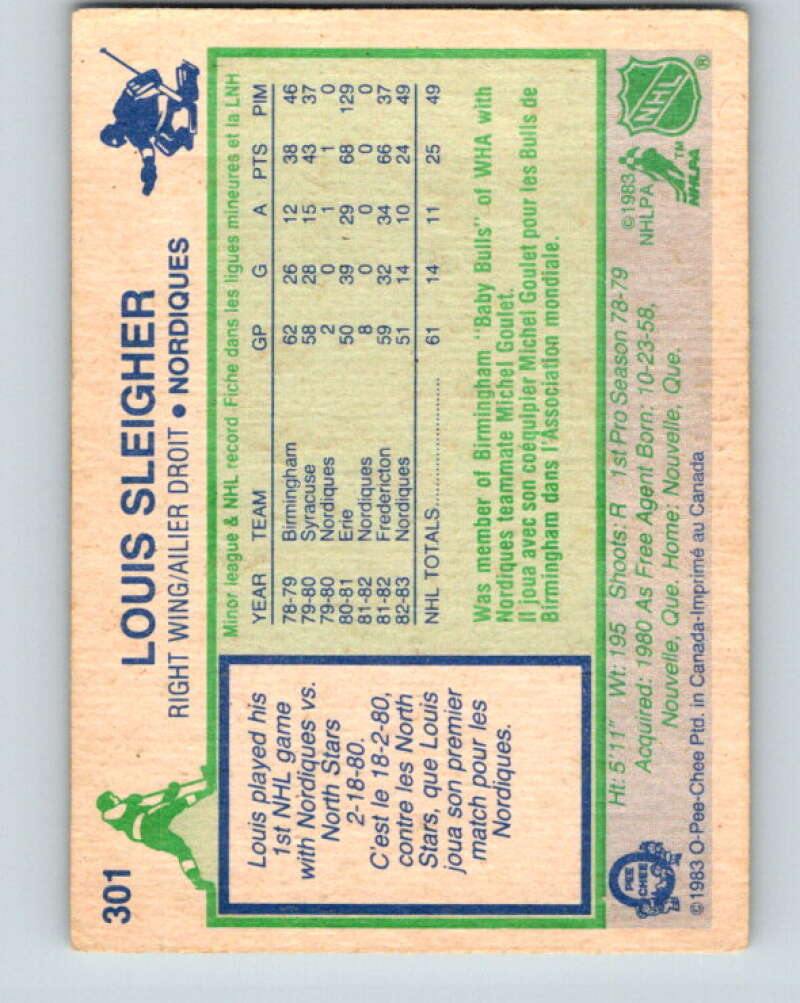 301
LOUIS SLEIGHER
RIGHT WING/AILIER DROIT • NORDIQUES
Louis played his
1st NHL game
with Nordiques vs.
North Stars
2-18-80.
C'est le 18-2-80,
contre les North
Stars, que Louis
joua son premier
match pour les
Nordiques.
Minor league & NHL record Fiche dans les ligues mineures et la LNH
YEAR TEAM GP G A PTS PIM
78-79 Birmingham 62 26 12 38 46
79-80 Syracuse 58 28 15 43 37
79-80 Nordiques 2 0 1 1 0
80-81 Erie 50 39 29 68 129
81-82 Nordiques 8 0 0 0 0
81-82 Fredericton 59 32 34 66 37
82-83 Nordiques 51 14 10 24 49
NHL TOTALS.................... 61 14 11 25 49
Was member of Birmingham "Baby Bulls" of WHA with
Nordiques teammate Michel Goulet.
Il joua avec son coéquipier Michel Goulet pour les Bulls de
Birmingham dans l'Association mondiale.
PEE
CHEE
Ht: 5'11" Wt: 195 Shoots: R 1st Pro Season 78-79
Acquired: 1980 As Free Agent Born: 10-23-58,
Nouvelle, Que. Home: Nouvelle, Que.
©1983 O-Pee-Chee Ptd. in Canada-Imprimé au Canada
©1983
NHLPA
NHL ®
TM
NHLPA